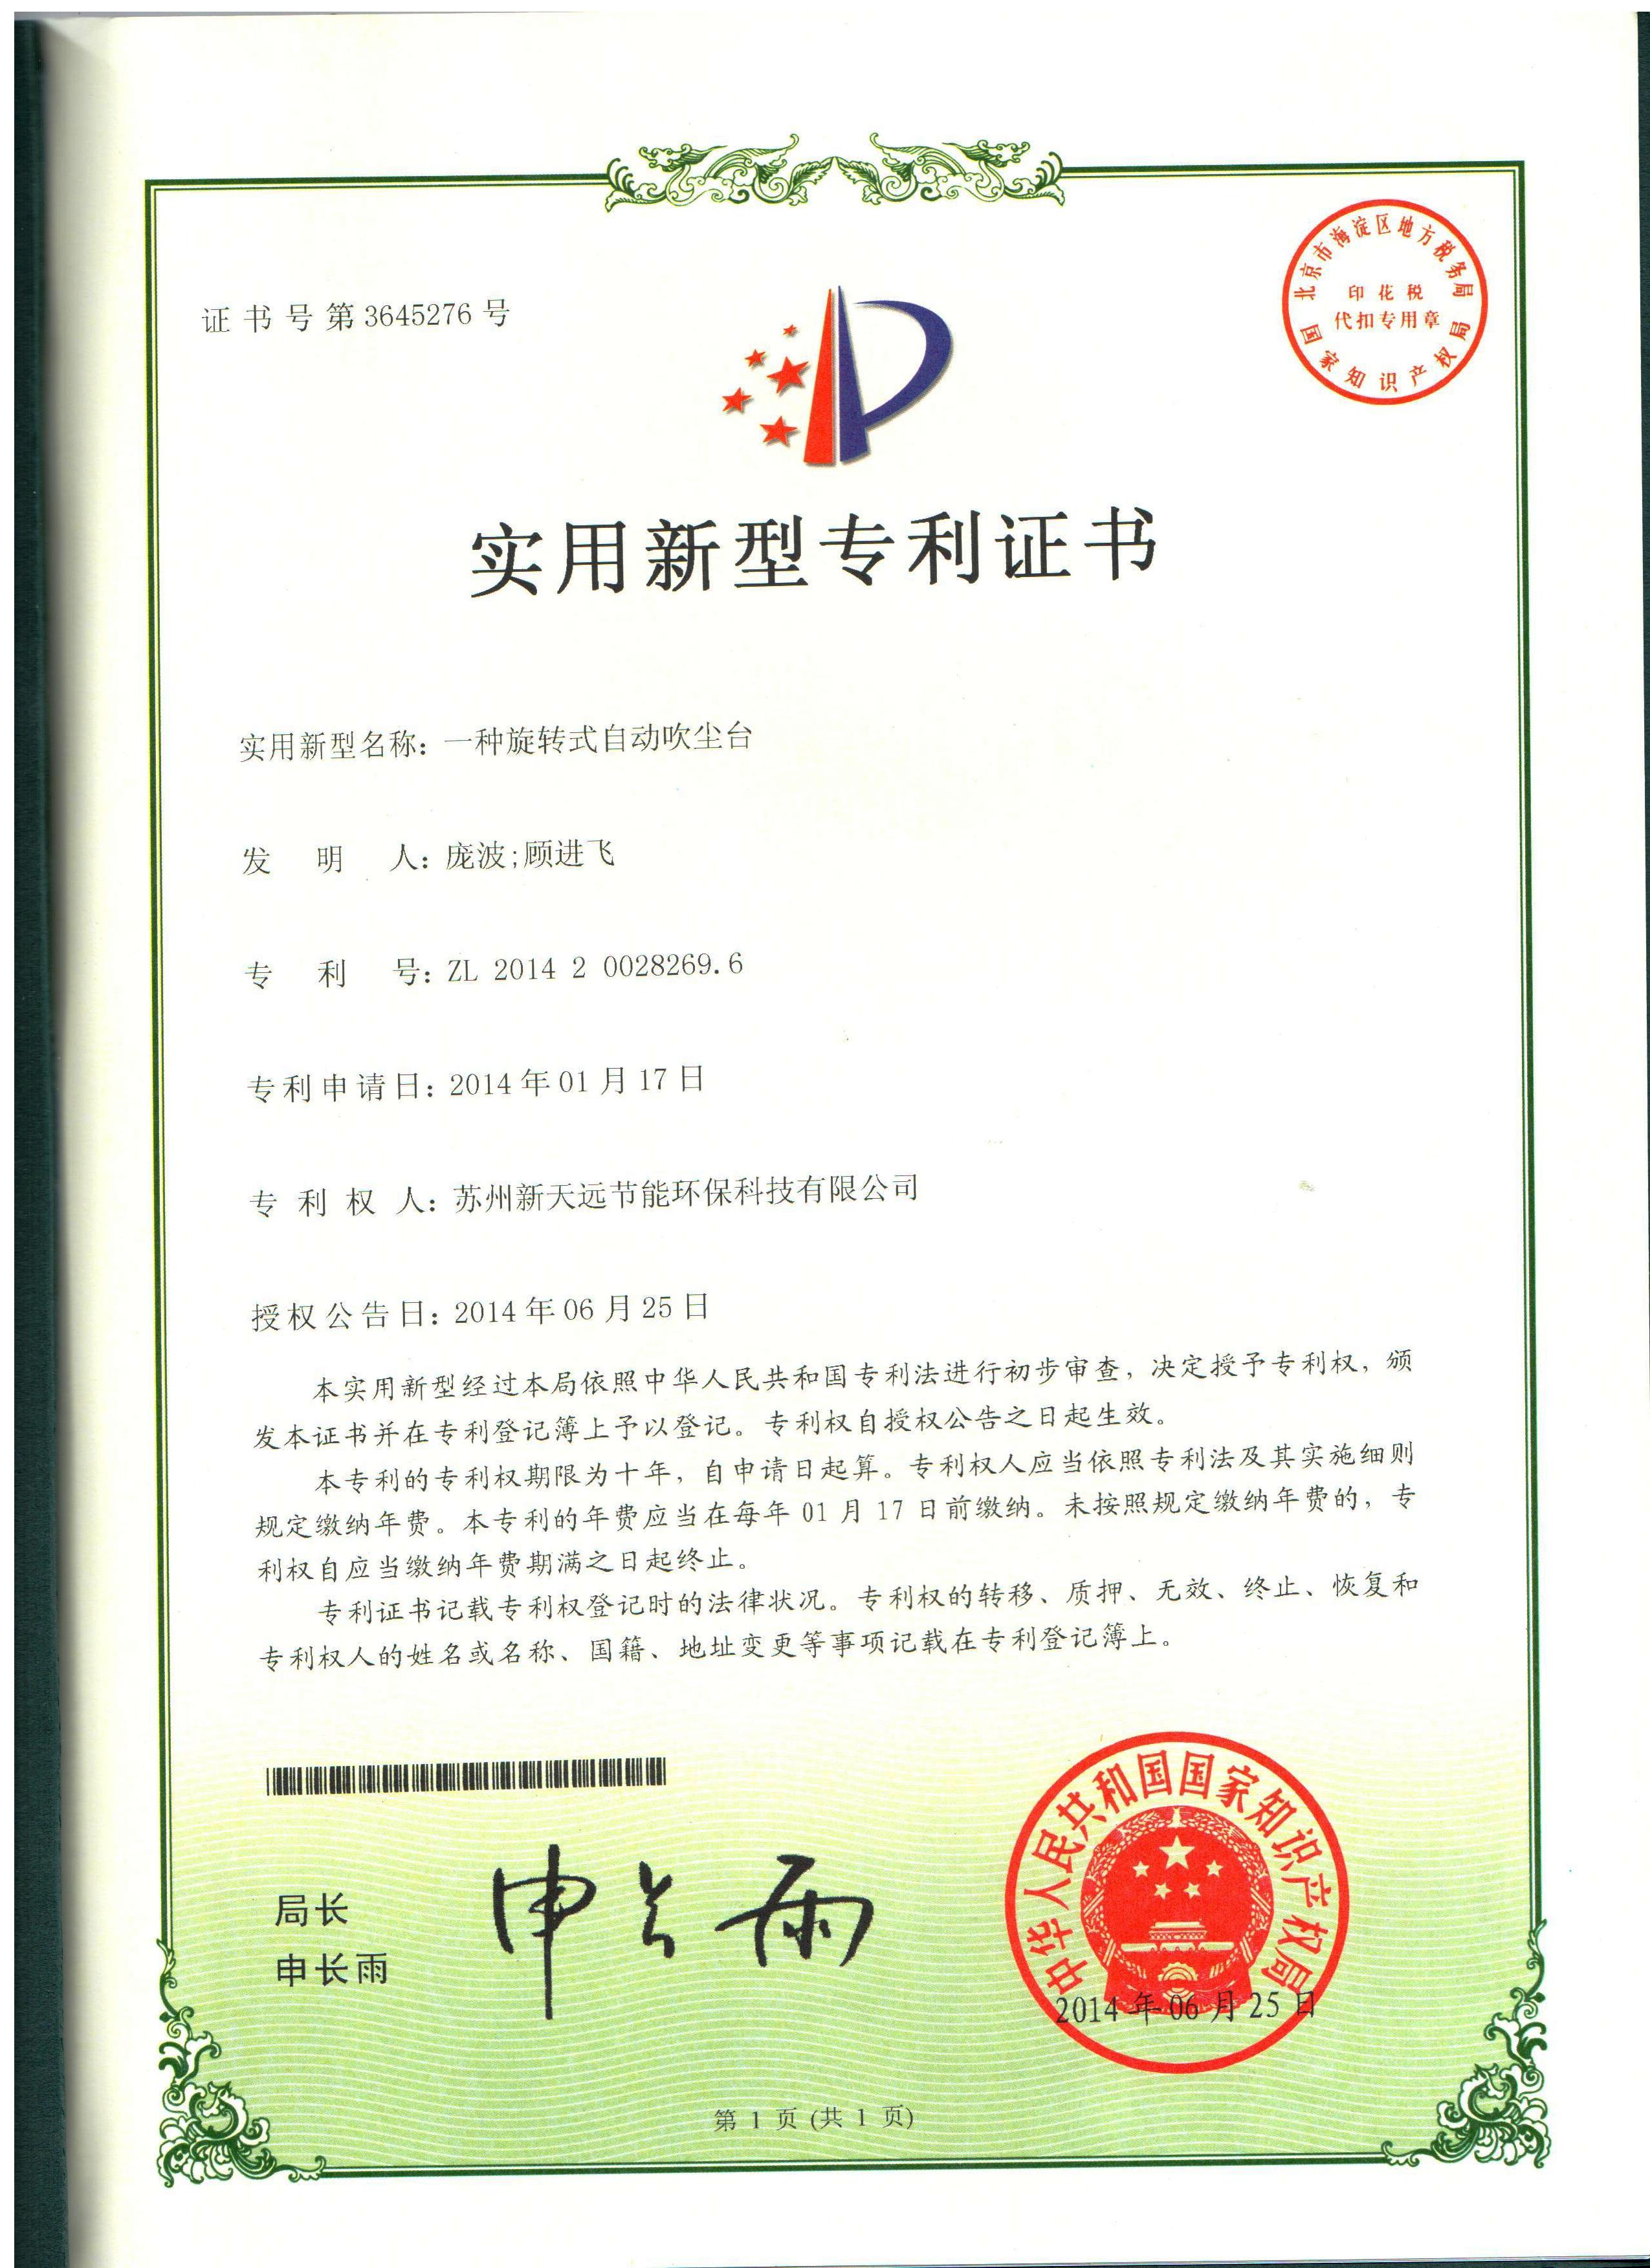 证书号第3645276号
北京市海淀区地方税务局
印花税
代扣专用章
国家知识产权局
实用新型专利证书
实用新型名称：一种旋转式自动吹尘台
发明人：庞波;顾进飞
专利号：ZL 2014 2 0028269.6
专利申请日：2014年01月17日
专利权人：苏州新天远节能环保科技有限公司
授权公告日：2014年06月25日
本实用新型经过本局依照中华人民共和国专利法进行初步审查，决定授予专利权，颁
发本证书并在专利登记簿上予以登记。专利权自授权公告之日起生效。
本专利的专利权期限为十年，自申请日起算。专利权人应当依照专利法及其实施细则
规定缴纳年费。本专利的年费应当在每年01月17日前缴纳。未按照规定缴纳年费的，专
利权自应当缴纳年费期满之日起终止。
专利证书记载专利权登记时的法律状况。专利权的转移、质押、无效、终止、恢复和
专利权人的姓名或名称、国籍、地址变更等事项记载在专利登记簿上。
局长
申长雨
申长雨
中华人民共和国国家知识产权局
2014年06月25日
第1页(共1页)